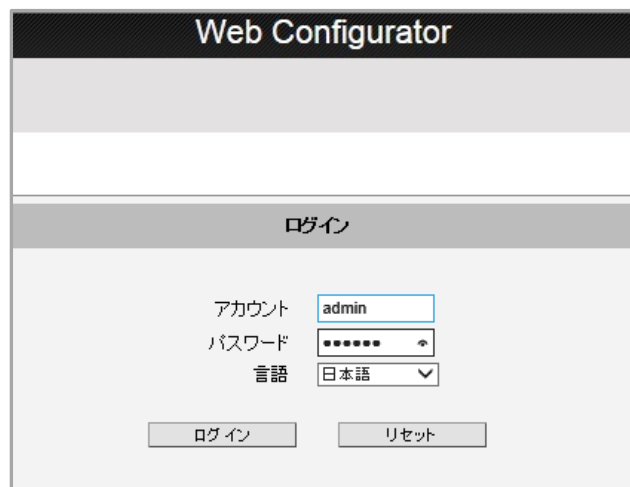 Web Configurator
ログイン
アカウント admin
パスワード ●●●●●●
言語 日本語
ログイン リセット